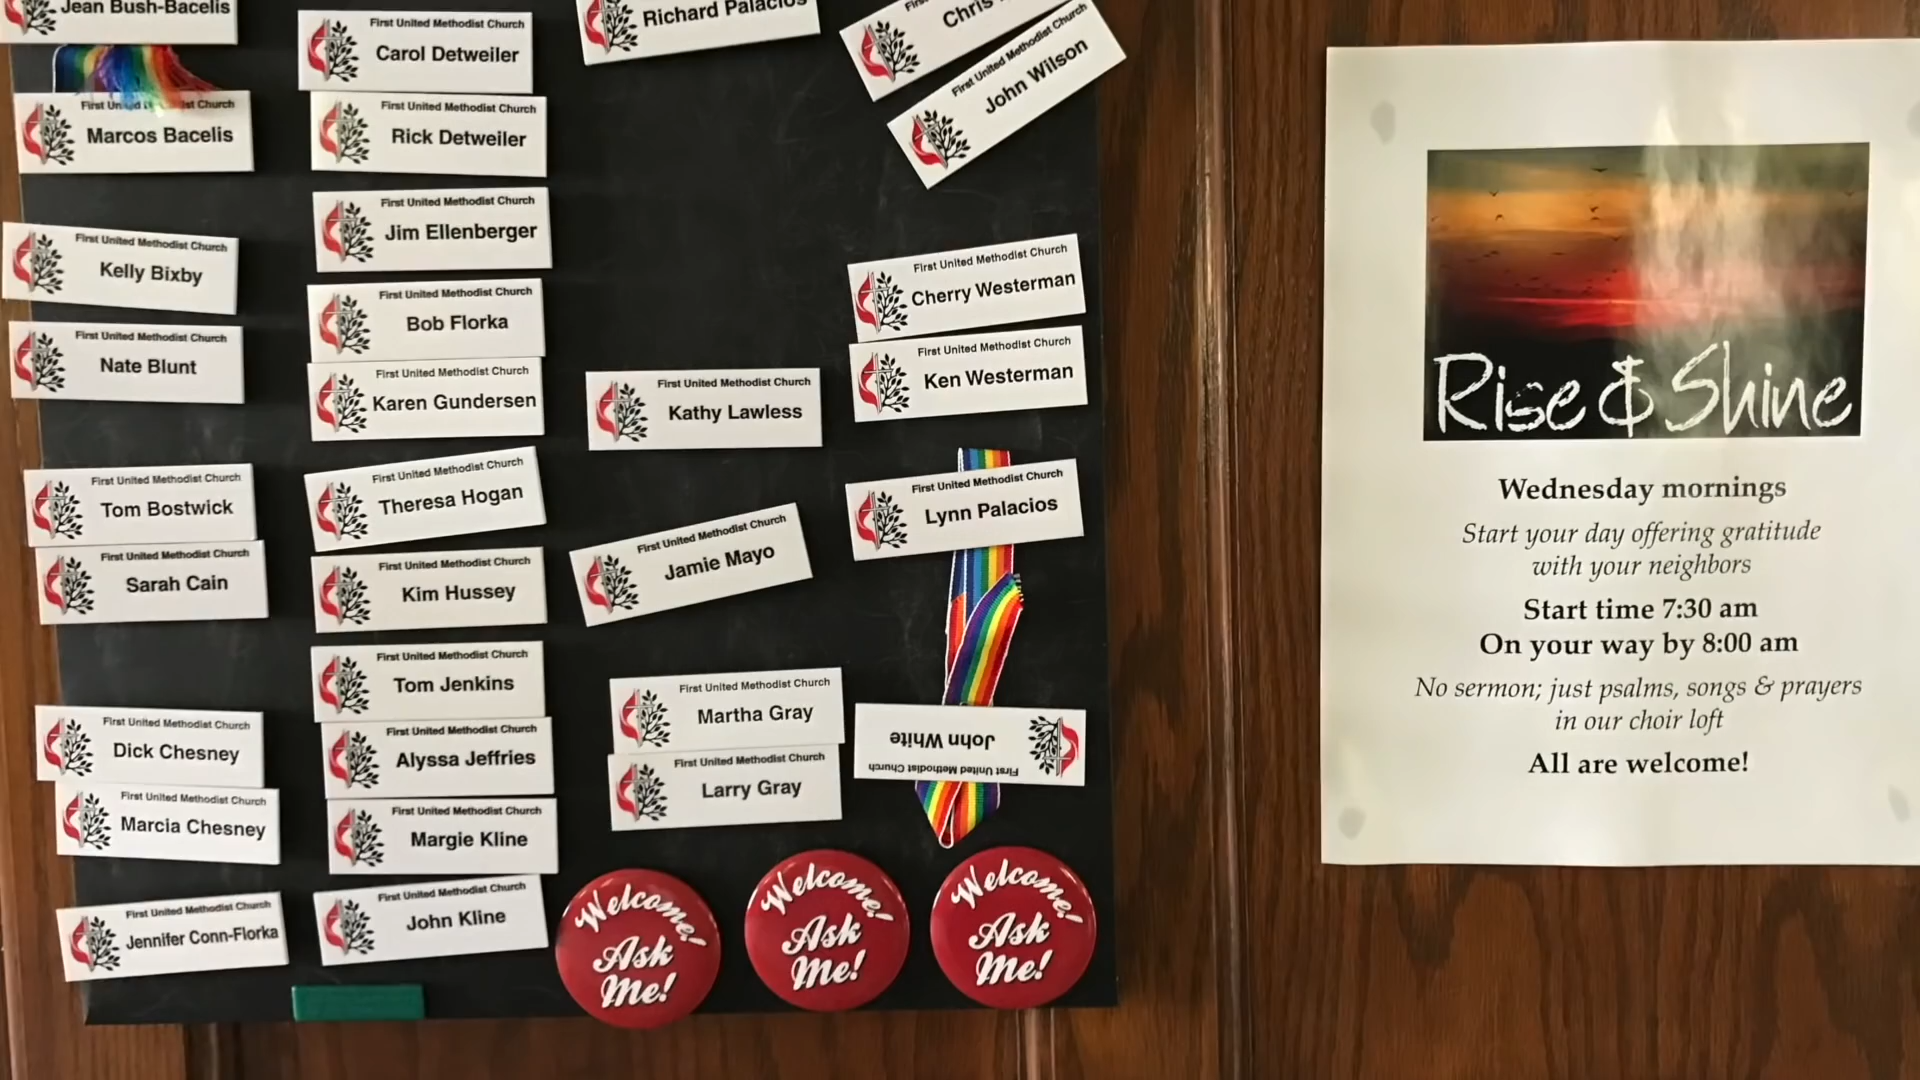 Jean Bush-Bacelis
First United Methodist Church
Marcos Bacelis
First United Methodist Church
Kelly Bixby
First United Methodist Church
Nate Blunt
First United Methodist Church
Tom Bostwick
First United Methodist Church
Sarah Cain
First United Methodist Church
Dick Chesney
First United Methodist Church
Marcia Chesney
First United Methodist Church
Jennifer Conn-Florka
First United Methodist Church
Carol Detweiler
First United Methodist Church
Rick Detweiler
First United Methodist Church
Jim Ellenberger
First United Methodist Church
Bob Florka
First United Methodist Church
Karen Gundersen
First United Methodist Church
Theresa Hogan
First United Methodist Church
Kim Hussey
First United Methodist Church
Tom Jenkins
First United Methodist Church
Alyssa Jeffries
First United Methodist Church
Margie Kline
First United Methodist Church
John Kline
Richard Palacios
First United Methodist Church
Kathy Lawless
First United Methodist Church
Jamie Mayo
First United Methodist Church
Martha Gray
First United Methodist Church
Larry Gray
Chris
First United Methodist Church
John Wilson
First United Methodist Church
Cherry Westerman
First United Methodist Church
Ken Westerman
First United Methodist Church
Lynn Palacios
First United Methodist Church
John White
Welcome!
Ask
Me!
Welcome!
Ask
Me!
Welcome!
Ask
Me!
Rise & Shine
Wednesday mornings
Start your day offering gratitude
with your neighbors
Start time 7:30 am
On your way by 8:00 am
No sermon; just psalms, songs & prayers
in our choir loft
All are welcome!